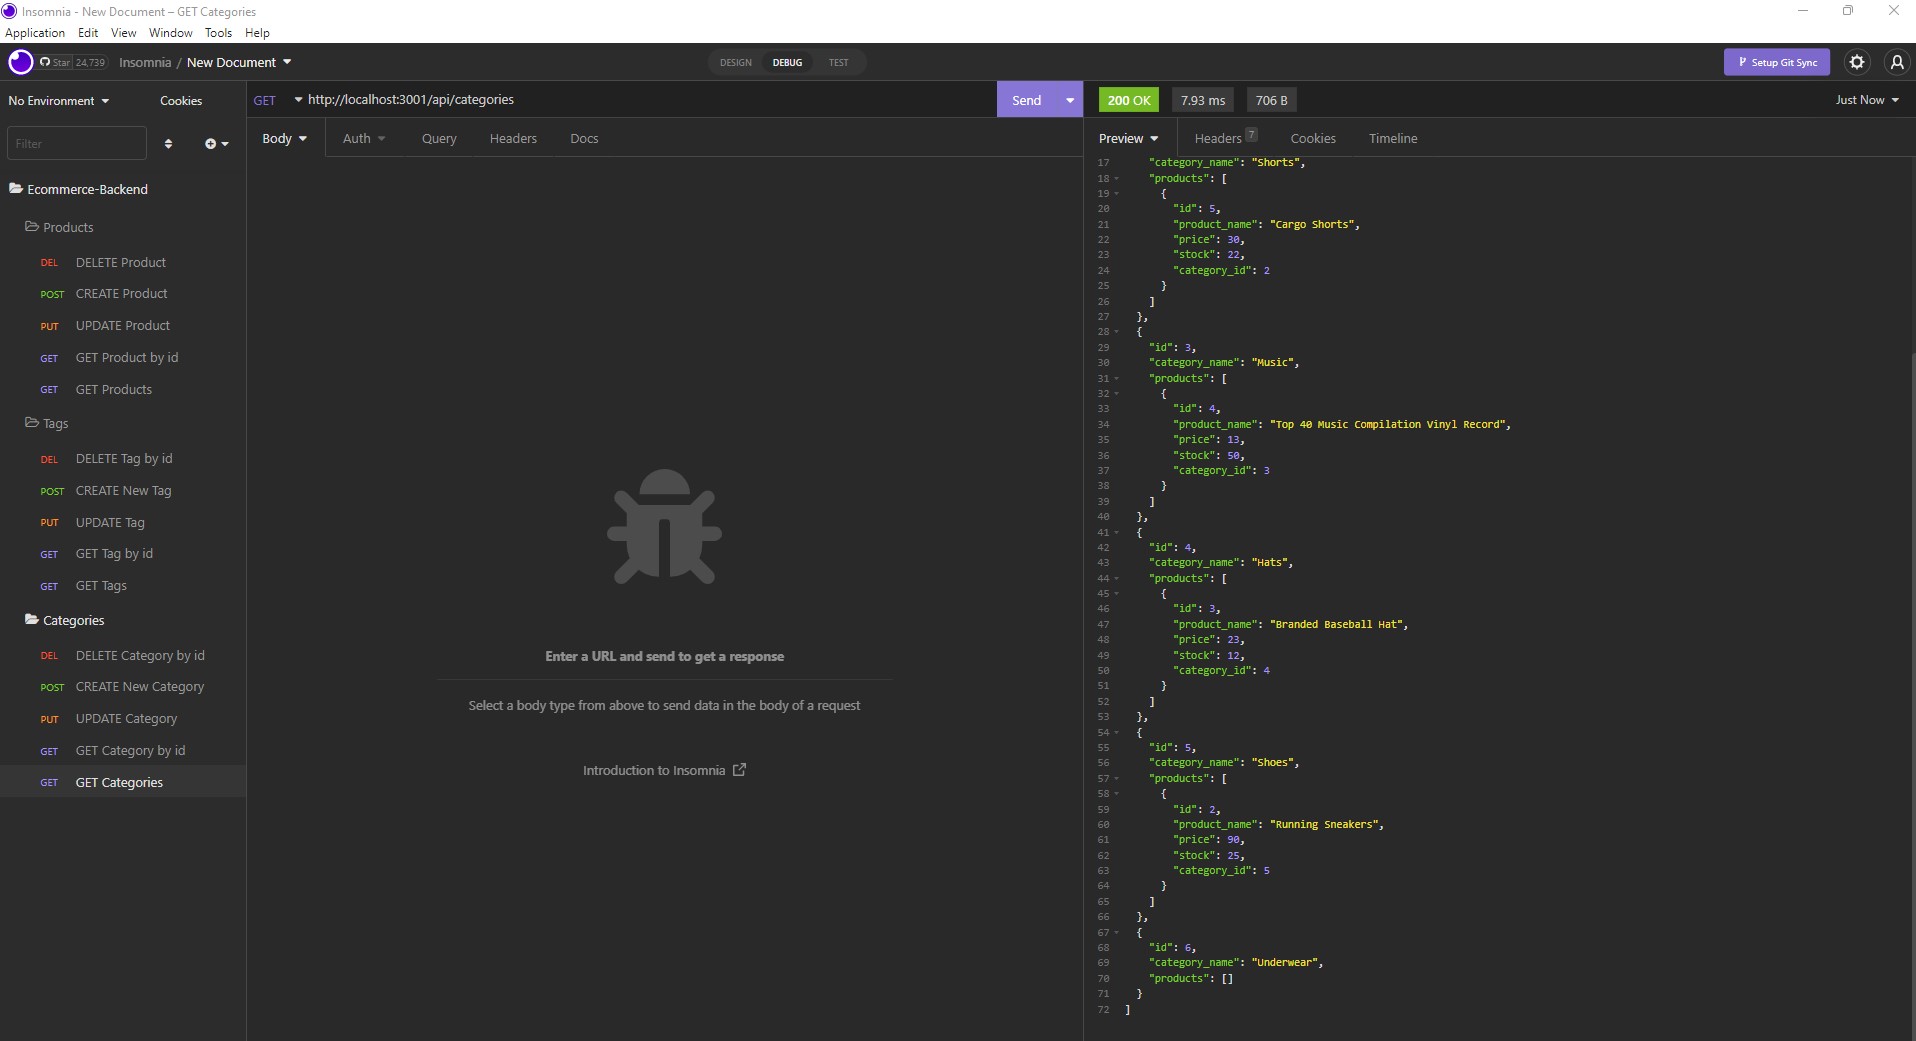 Insomnia - New Document – GET Categories
Application Edit View Window Tools Help
Star 24,739 Insomnia / New Document DESIGN DEBUG TEST Setup Git Sync
No Environment Cookies
Filter
Ecommerce-Backend
Products
DEL DELETE Product
POST CREATE Product
PUT UPDATE Product
GET GET Product by id
GET GET Products
Tags
DEL DELETE Tag by id
POST CREATE New Tag
PUT UPDATE Tag
GET GET Tag by id
GET GET Tags
Categories
DEL DELETE Category by id
POST CREATE New Category
PUT UPDATE Category
GET GET Category by id
GET GET Categories
GET http://localhost:3001/api/categories Send
Body Auth Query Headers Docs
Enter a URL and send to get a response
Select a body type from above to send data in the body of a request
Introduction to Insomnia
200 OK 7.93 ms 706 B Just Now
Preview Headers 7 Cookies Timeline
17 "category_name": "Shorts",
18 "products": [
19 {
20 "id": 5,
21 "product_name": "Cargo Shorts",
22 "price": 30,
23 "stock": 22,
24 "category_id": 2
25 }
26 ]
27 },
28 {
29 "id": 3,
30 "category_name": "Music",
31 "products": [
32 {
33 "id": 4,
34 "product_name": "Top 40 Music Compilation Vinyl Record",
35 "price": 13,
36 "stock": 50,
37 "category_id": 3
38 }
39 ]
40 },
41 {
42 "id": 4,
43 "category_name": "Hats",
44 "products": [
45 {
46 "id": 3,
47 "product_name": "Branded Baseball Hat",
48 "price": 23,
49 "stock": 12,
50 "category_id": 4
51 }
52 ]
53 },
54 {
55 "id": 5,
56 "category_name": "Shoes",
57 "products": [
58 {
59 "id": 2,
60 "product_name": "Running Sneakers",
61 "price": 90,
62 "stock": 25,
63 "category_id": 5
64 }
65 ]
66 },
67 {
68 "id": 6,
69 "category_name": "Underwear",
70 "products": []
71 }
72 ]